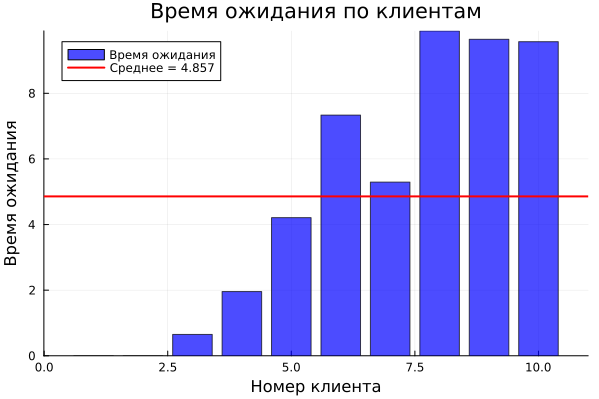 Время ожидания по клиентам
Время ожидания
Среднее = 4.857
Время ожидания
8
6
4
2
0
0.0 2.5 5.0 7.5 10.0
Номер клиента